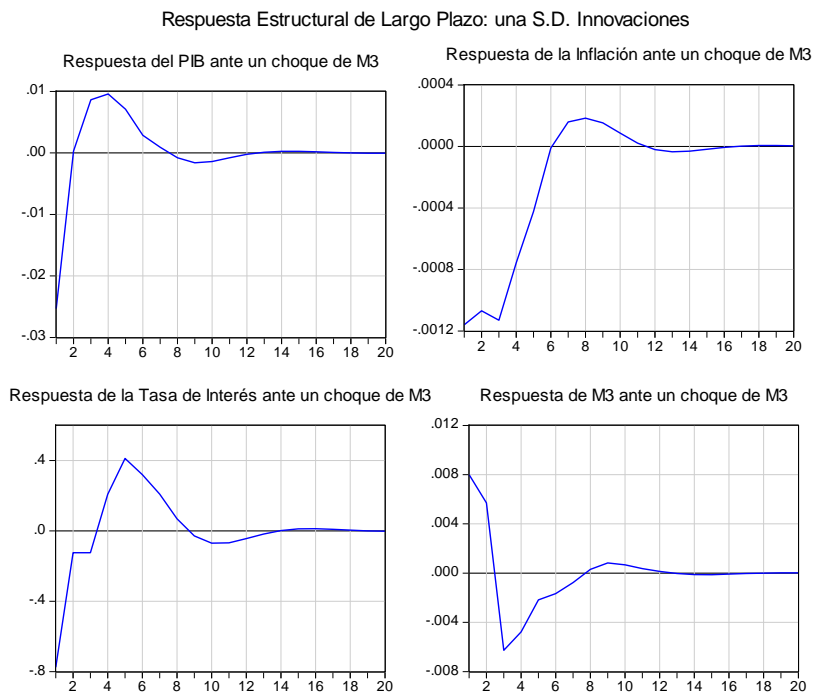 Respuesta Estructural de Largo Plazo: una S.D. Innovaciones
Respuesta del PIB ante un choque de M3
.01
.00
-.01
-.02
-.03
2 4 6 8 10 12 14 16 18 20
Respuesta de la Inflación ante un choque de M3
.0004
.0000
-.0004
-.0008
-.0012
2 4 6 8 10 12 14 16 18 20
Respuesta de la Tasa de Interés ante un choque de M3
.4
.0
-.4
-.8
2 4 6 8 10 12 14 16 18 20
Respuesta de M3 ante un choque de M3
.012
.008
.004
.000
-.004
-.008
2 4 6 8 10 12 14 16 18 20